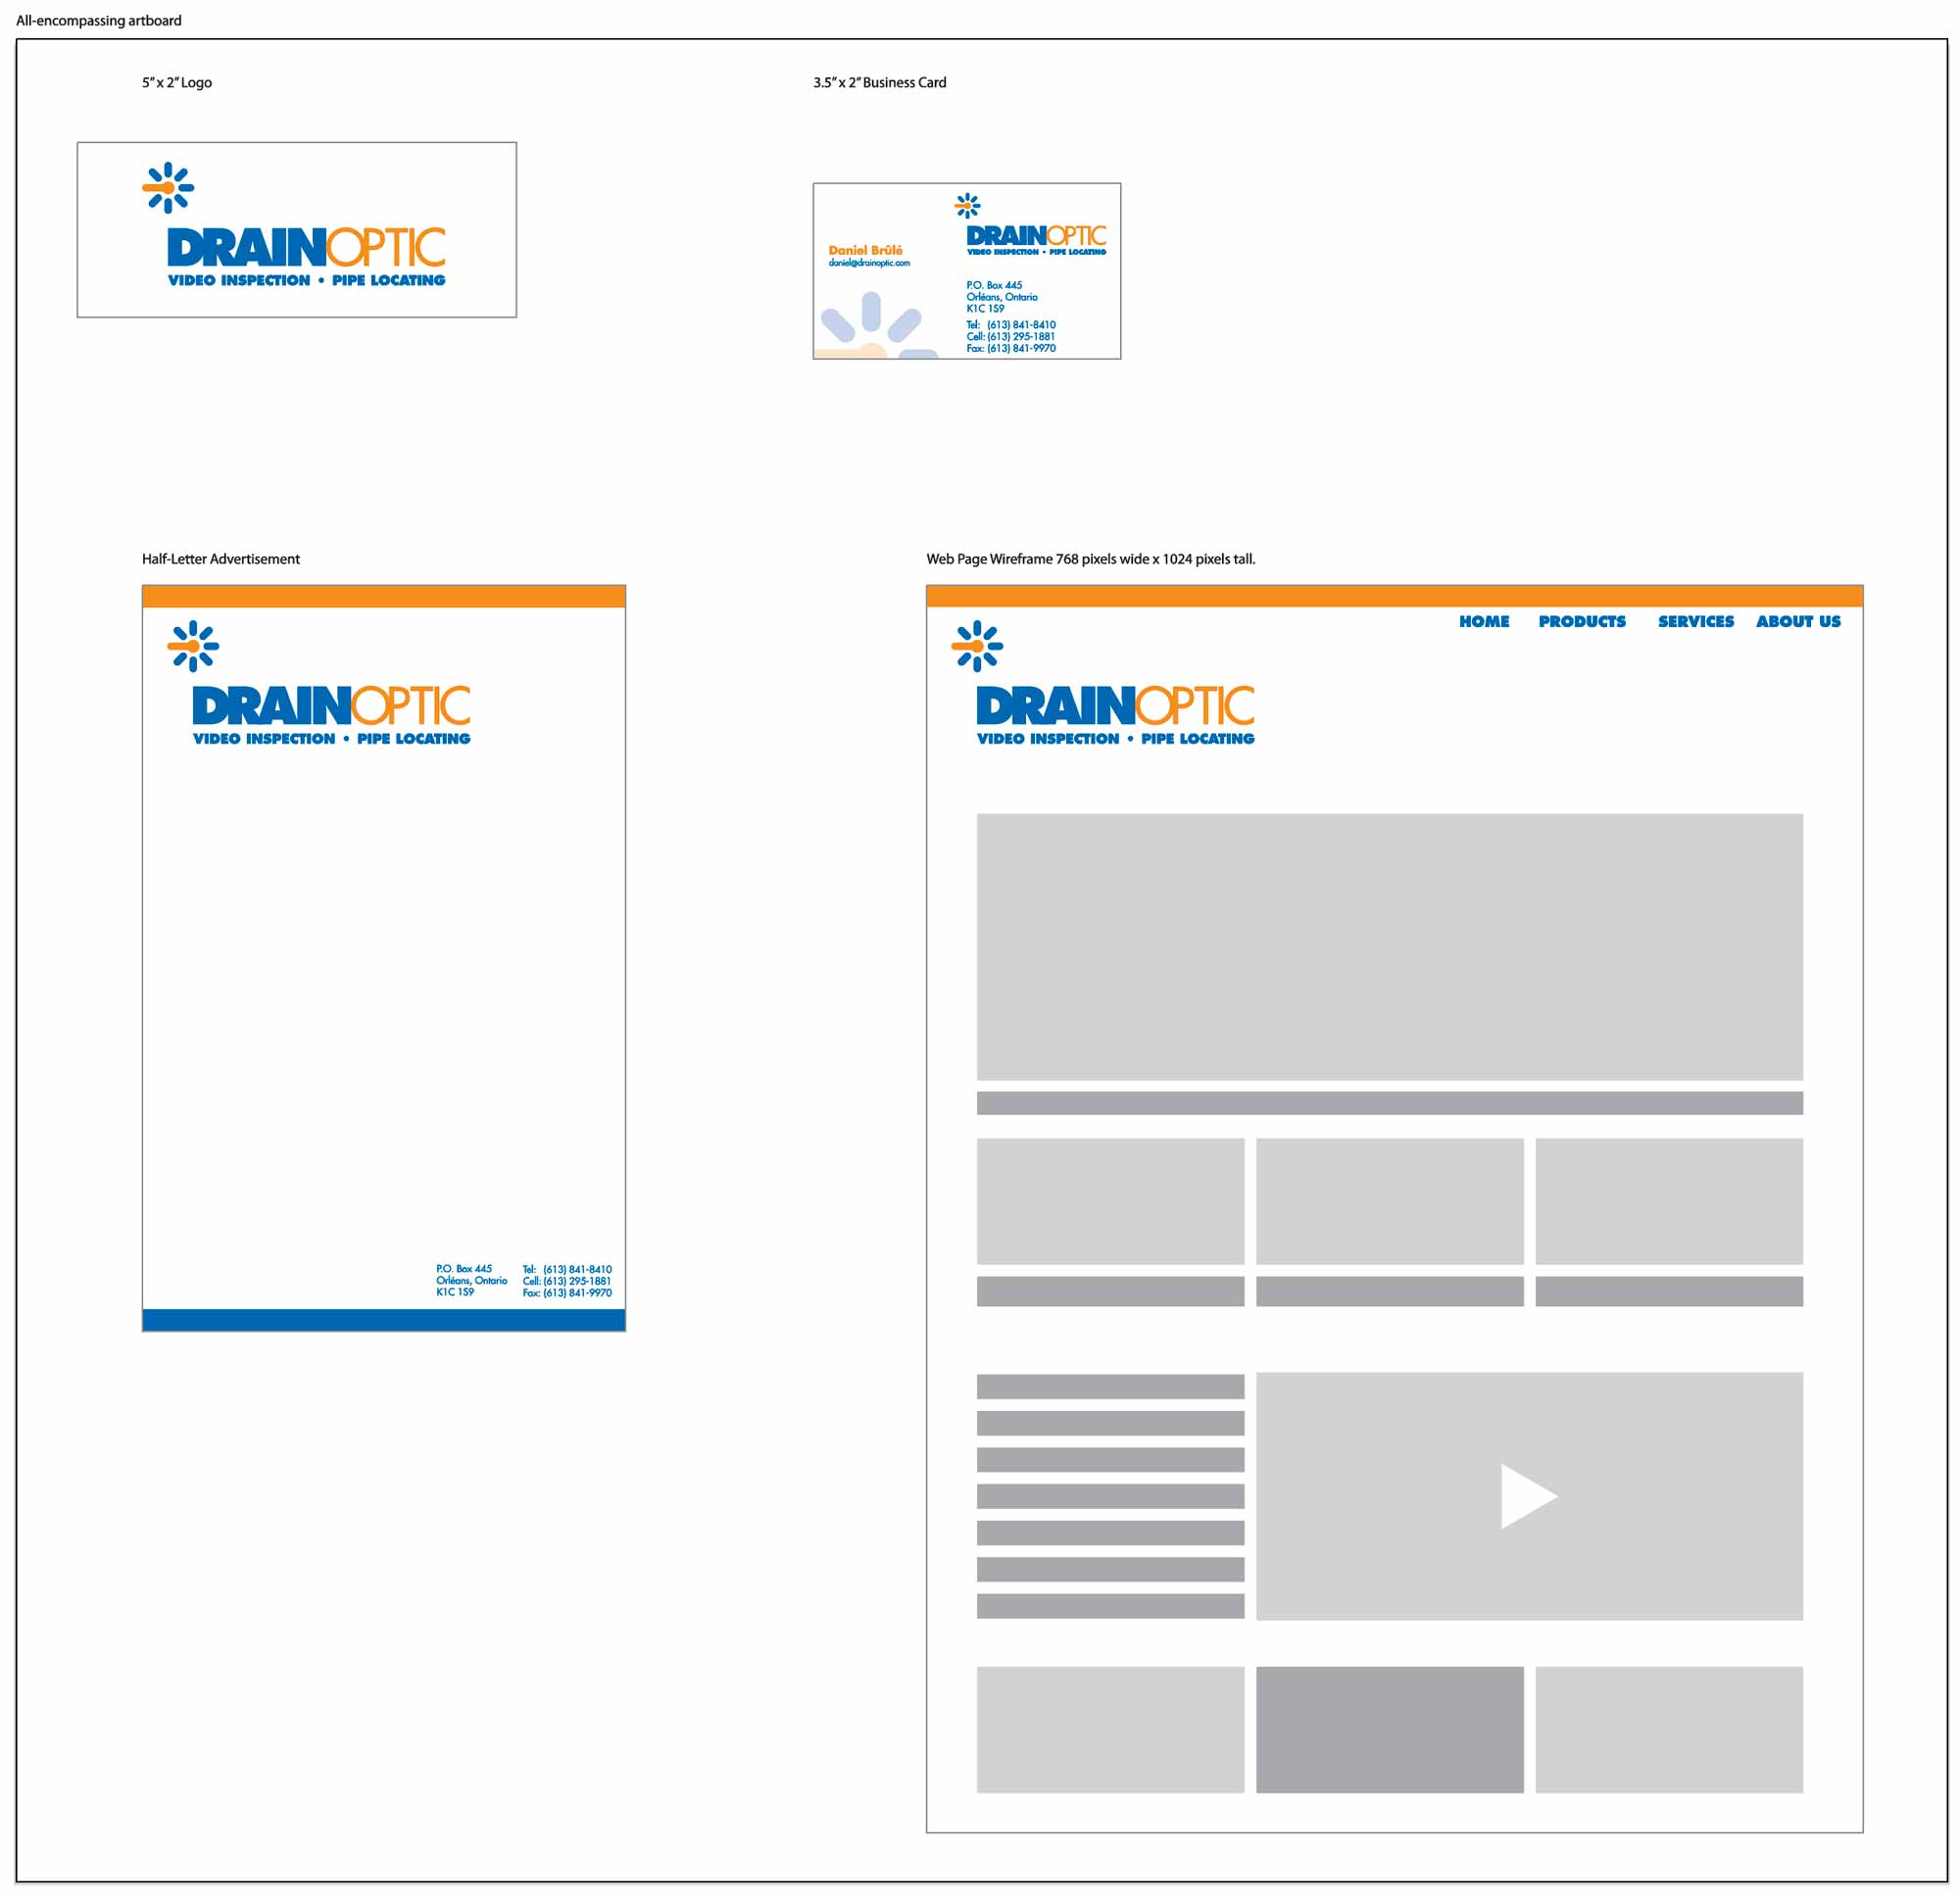 All-encompassing artboard
5" x 2" Logo
DRAINOPTIC
VIDEO INSPECTION • PIPE LOCATING
3.5" x 2" Business Card
Daniel Brûlé
daniel@drainoptic.com
DRAINOPTIC
VIDEO INSPECTION • PIPE LOCATING
P.O. Box 445
Orléans, Ontario
K1C 1S9
Tel: (613) 841-8410
Cell: (613) 295-1881
Fax: (613) 841-9970
Half-Letter Advertisement
DRAINOPTIC
VIDEO INSPECTION • PIPE LOCATING
P.O. Box 445
Orléans, Ontario
K1C 1S9
Tel: (613) 841-8410
Cell: (613) 295-1881
Fax: (613) 841-9970
Web Page Wireframe 768 pixels wide x 1024 pixels tall.
HOME PRODUCTS SERVICES ABOUT US
DRAINOPTIC
VIDEO INSPECTION • PIPE LOCATING